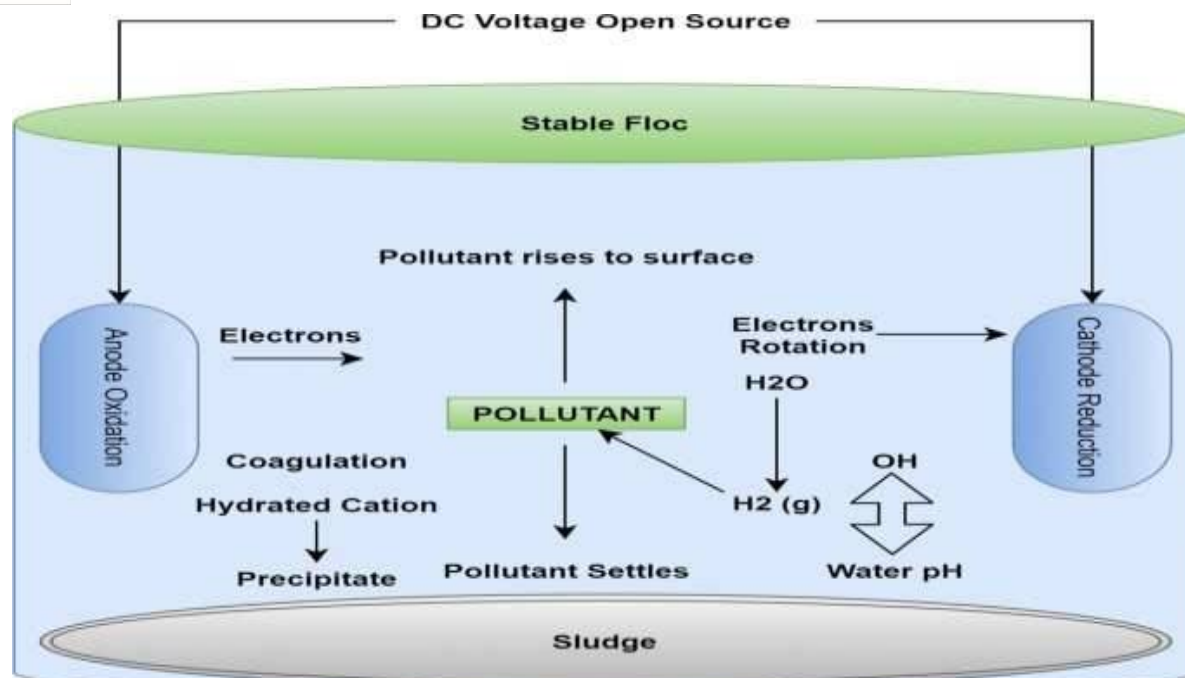 DC Voltage Open Source
Stable Floc
Pollutant rises to surface
Anode Oxidation
Electrons
Electrons
Rotation
Cathode Reduction
H2O
POLLUTANT
Coagulation
OH
Hydrated Cation
H2 (g)
Precipitate
Pollutant Settles
Water pH
Sludge